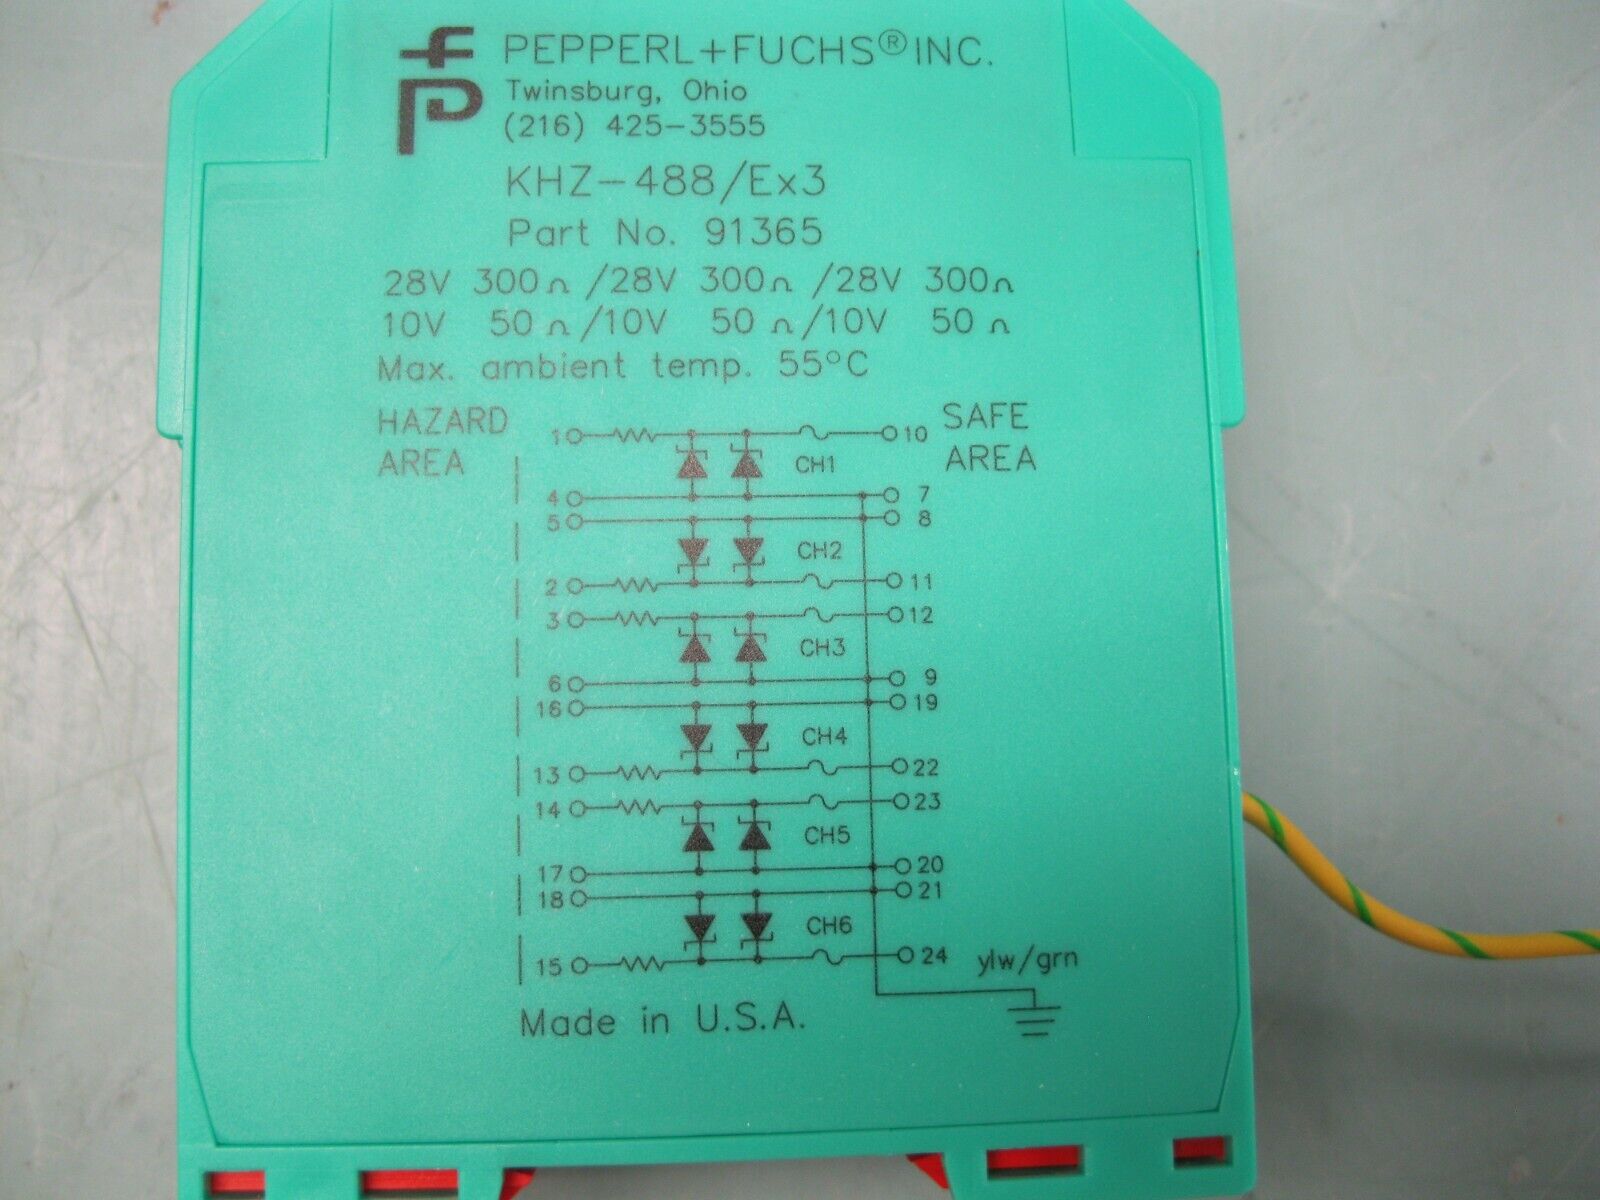 PEPPERL+FUCHS® INC.
Twinsburg, Ohio
(216) 425-3555
KHZ-488/Ex3
Part No. 91365
28V 300Ω /28V 300Ω /28V 300Ω
10V 50 Ω/10V 50 Ω/10V 50 Ω
Max. ambient temp. 55°C
HAZARD AREA
SAFE AREA
1 10
CH1
4 7
5 8
CH2
2 11
3 12
CH3
6 9
16 19
CH4
13 22
14 23
CH5
17 20
18 21
CH6
15 24 ylw/grn
Made in U.S.A.